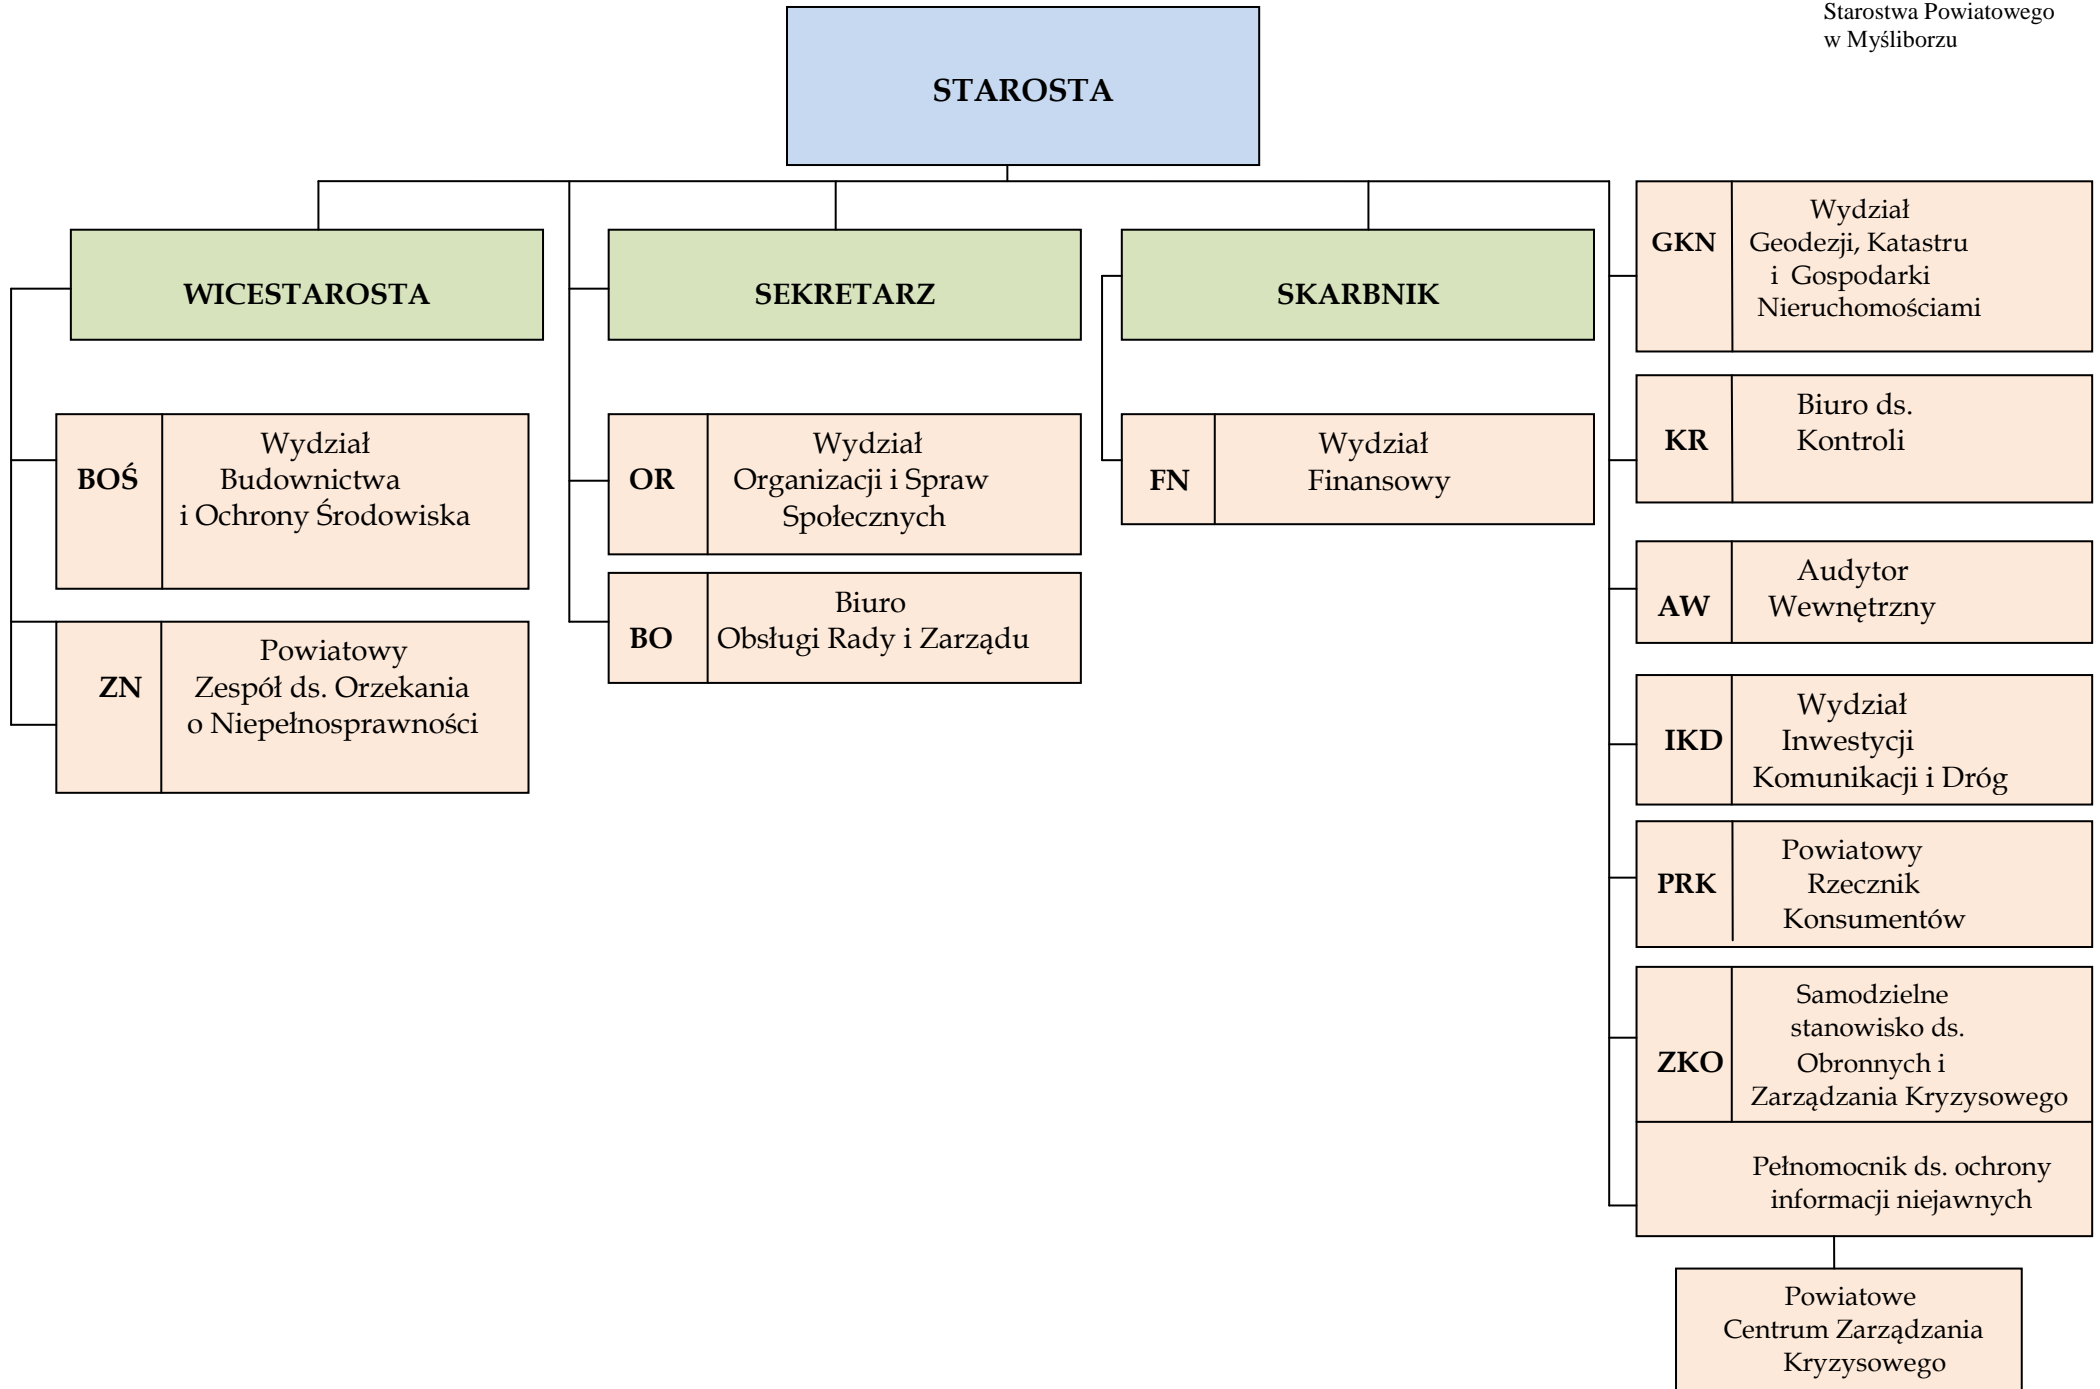 Starostwa Powiatowego
w Myśliborzu
STAROSTA
WICESTAROSTA
BOŚ
Wydział
Budownictwa
i Ochrony Środowiska
ZN
Powiatowy
Zespół ds. Orzekania
o Niepełnosprawności
SEKRETARZ
OR
Wydział
Organizacji i Spraw
Społecznych
BO
Biuro
Obsługi Rady i Zarządu
SKARBNIK
FN
Wydział
Finansowy
GKN
Wydział
Geodezji, Katastru
i Gospodarki
Nieruchomościami
KR
Biuro ds.
Kontroli
AW
Audytor
Wewnętrzny
IKD
Wydział
Inwestycji
Komunikacji i Dróg
PRK
Powiatowy
Rzecznik
Konsumentów
ZKO
Samodzielne
stanowisko ds.
Obronnych i
Zarządzania Kryzysowego
Pełnomocnik ds. ochrony
informacji niejawnych
Powiatowe
Centrum Zarządzania
Kryzysowego